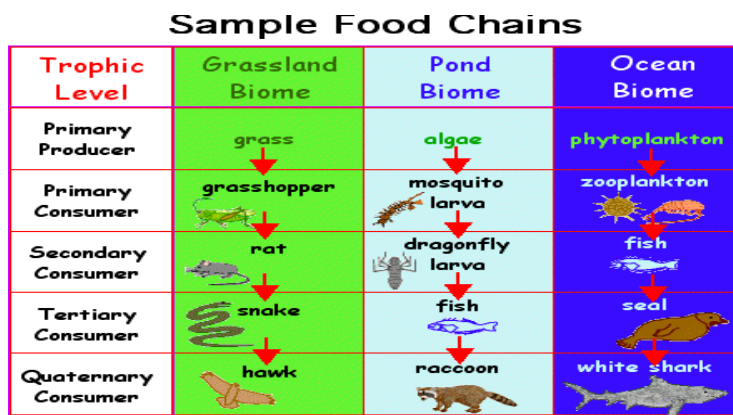 Sample Food Chains
Trophic Level
Grassland Biome
Pond Biome
Ocean Biome
Primary Producer
grass
algae
phytoplankton
Primary Consumer
grasshopper
mosquito larva
zooplankton
Secondary Consumer
rat
dragonfly larva
fish
Tertiary Consumer
snake
fish
seal
Quaternary Consumer
hawk
raccoon
white shark